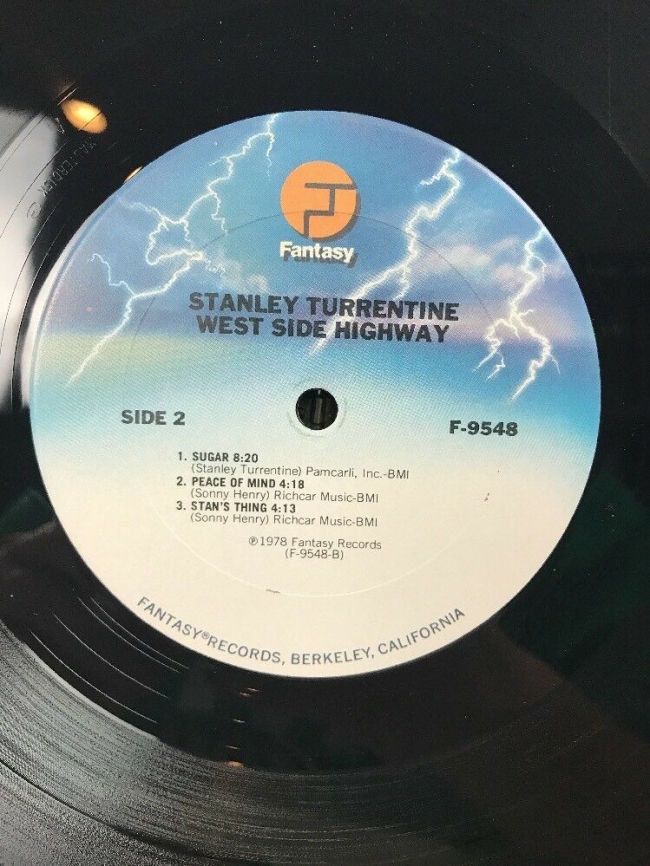 Fantasy
STANLEY TURRENTINE
WEST SIDE HIGHWAY
SIDE 2
F-9548
1. SUGAR 8:20
(Stanley Turrentine) Pamcarli, Inc.-BMI
2. PEACE OF MIND 4:18
(Sonny Henry) Richcar Music-BMI
3. STAN'S THING 4:13
(Sonny Henry) Richcar Music-BMI
℗1978 Fantasy Records
(F-9548-B)
FANTASY® RECORDS, BERKELEY, CALIFORNIA